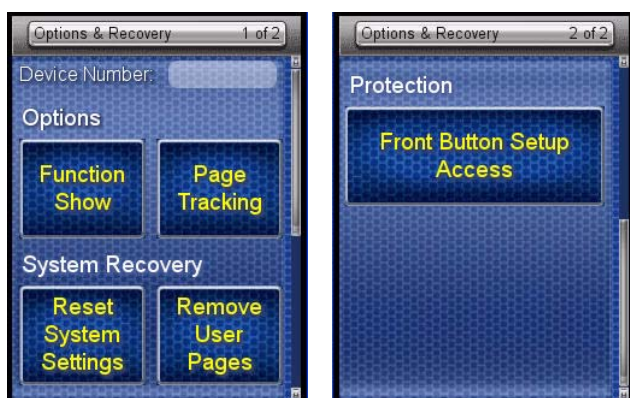 Options & Recovery 1 of 2
Device Number:
Options
Function
Show
Page
Tracking
System Recovery
Reset
System
Settings
Remove
User
Pages
Options & Recovery 2 of 2
Protection
Front Button Setup
Access